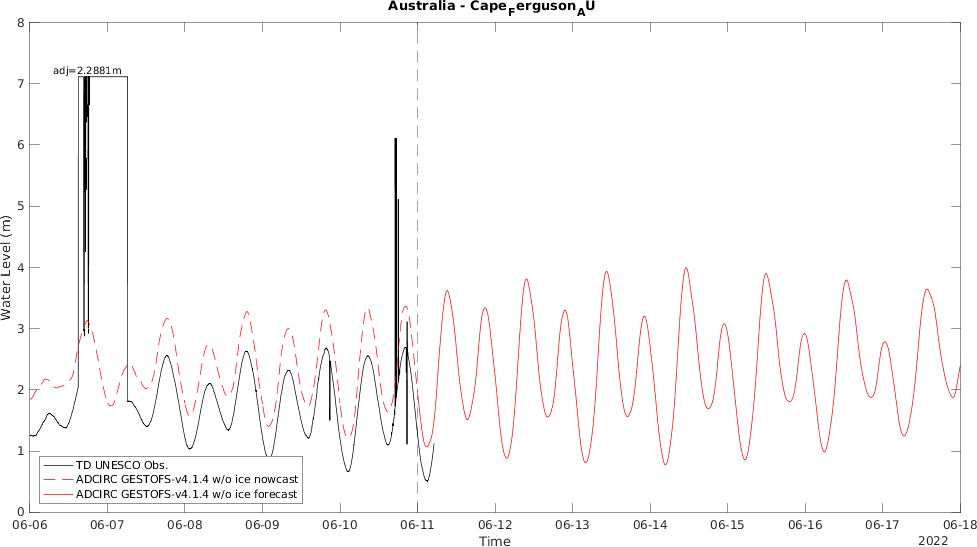 Australia - Cape_Ferguson_AU
adj=2.2881m
8
7
6
5
4
3
2
1
0
Water Level (m)
TD UNESCO Obs.
ADCIRC GESTOFS-v4.1.4 w/o ice nowcast
ADCIRC GESTOFS-v4.1.4 w/o ice forecast
06-06 06-07 06-08 06-09 06-10 06-11 06-12 06-13 06-14 06-15 06-16 06-17 06-18
Time
2022